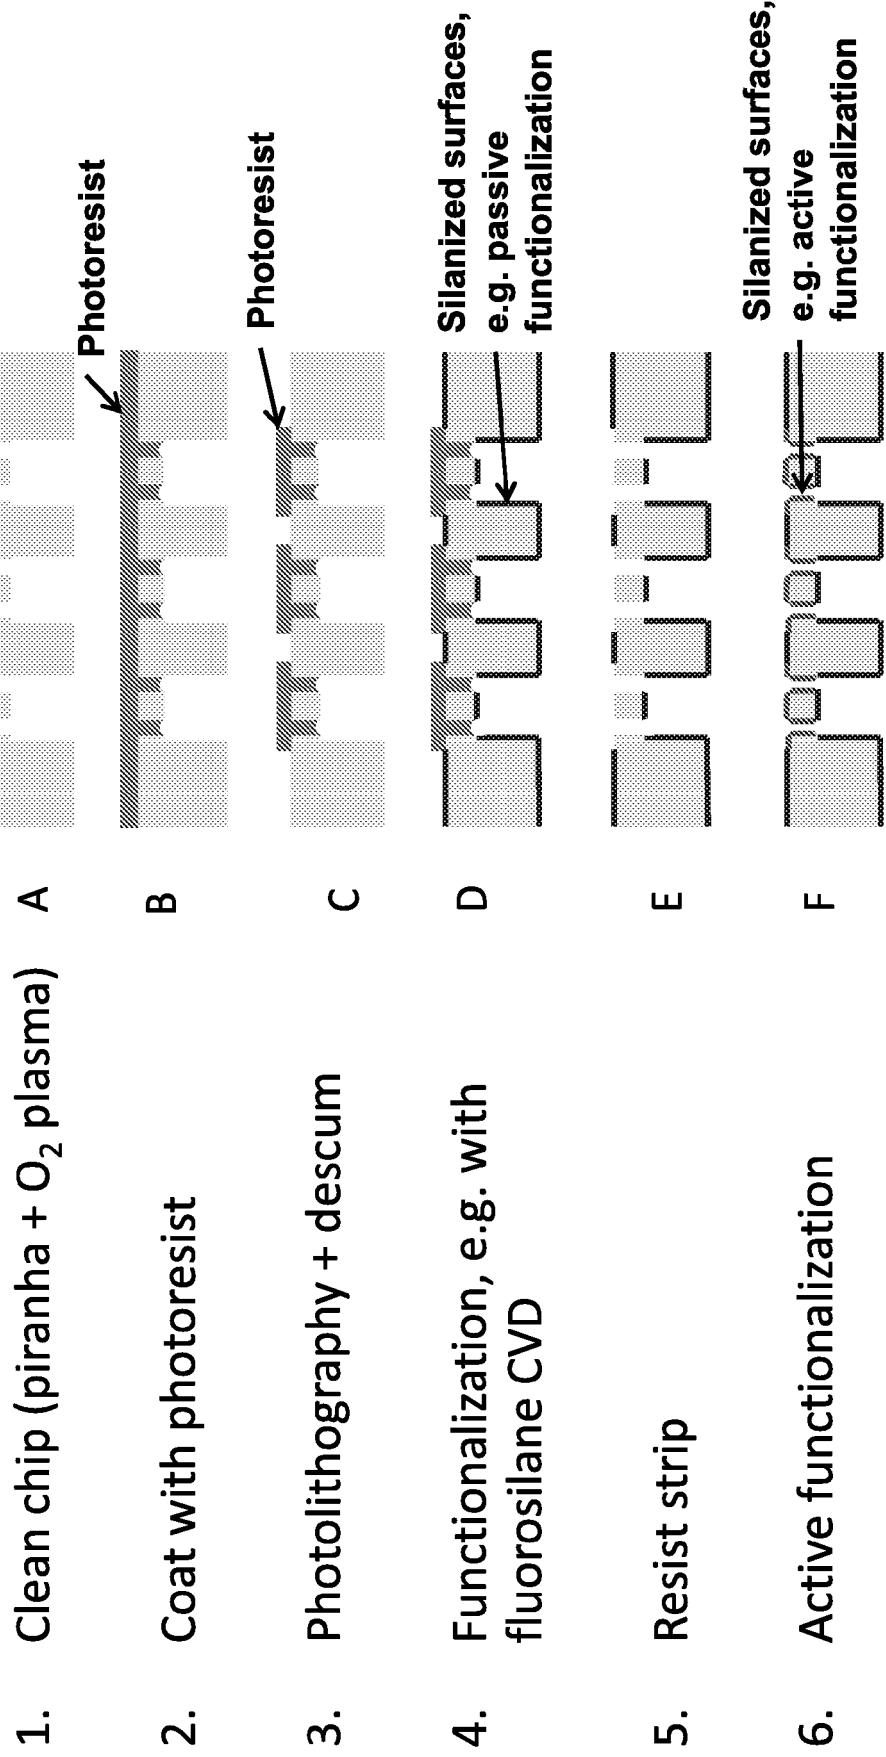 1. Clean chip (piranha + O2 plasma)
A
2. Coat with photoresist
B
Photoresist
3. Photolithography + descum
C
Photoresist
4. Functionalization, e.g. with
fluorosilane CVD
D
Silanized surfaces,
e.g. passive
functionalization
5. Resist strip
E
6. Active functionalization
F
Silanized surfaces,
e.g. active
functionalization